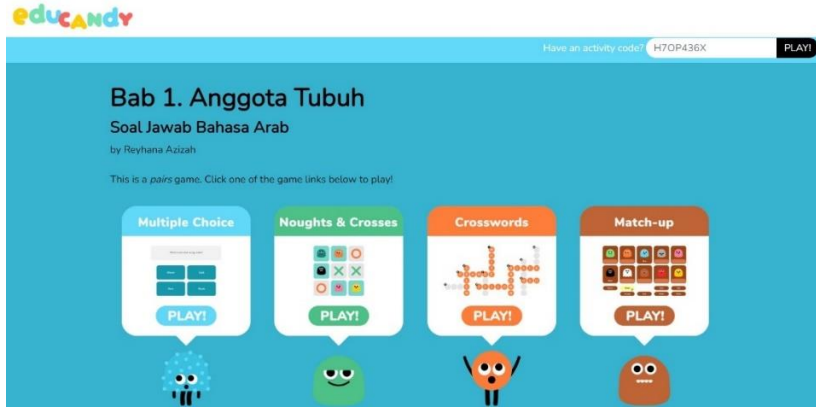 educandy
Have an activity code? H7OP436X PLAY!
Bab 1. Anggota Tubuh
Soal Jawab Bahasa Arab
by Reyhana Azizah
This is a pairs game. Click one of the game links below to play!
Multiple Choice
Noughts & Crosses
Crosswords
Match-up
PLAY!
PLAY!
PLAY!
PLAY!